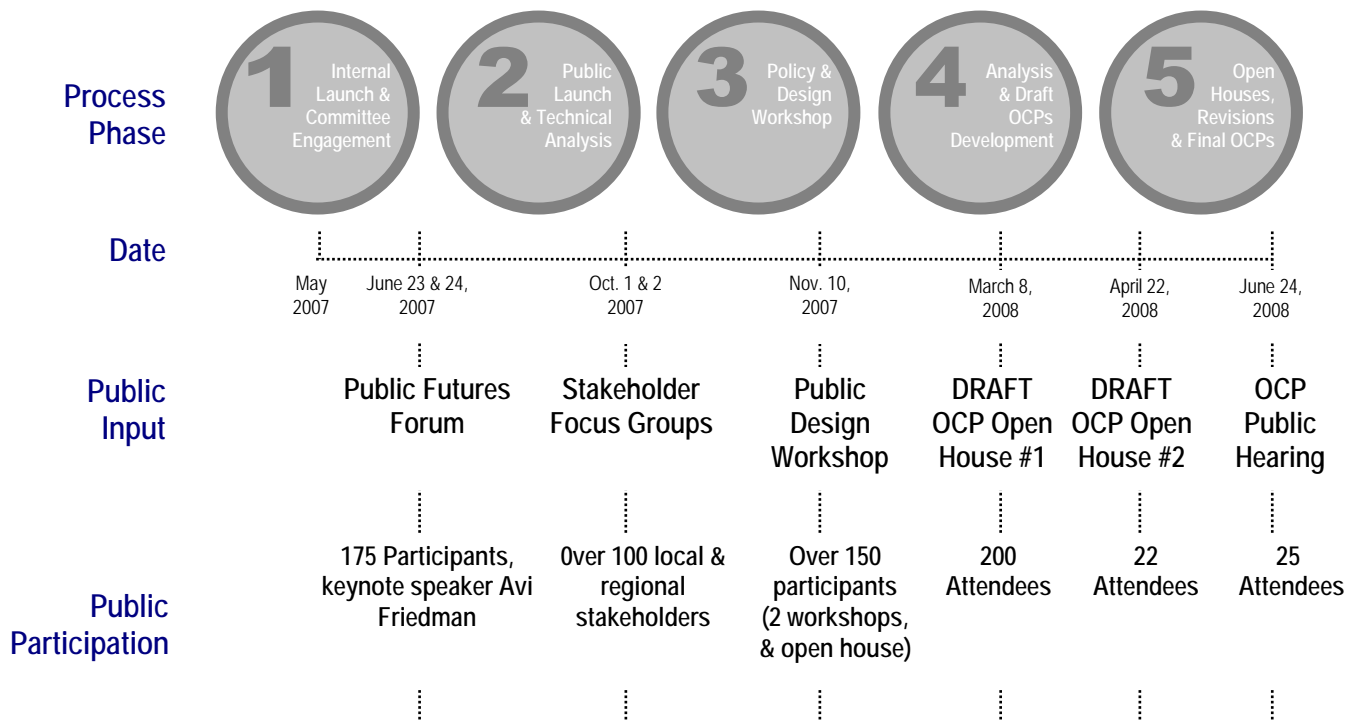 Process
Phase
1
Internal
Launch &
Committee
Engagement
2
Public
Launch
& Technical
Analysis
3
Policy &
Design
Workshop
4
Analysis
& Draft
OCPs
Development
5
Open
Houses,
Revisions
& Final OCPs
Date
May
2007
June 23 & 24,
2007
Oct. 1 & 2
2007
Nov. 10,
2007
March 8,
2008
April 22,
2008
June 24,
2008
Public
Input
Public Futures
Forum
Stakeholder
Focus Groups
Public
Design
Workshop
DRAFT
OCP Open
House #1
DRAFT
OCP Open
House #2
OCP
Public
Hearing
Public
Participation
175 Participants,
keynote speaker Avi
Friedman
0ver 100 local &
regional
stakeholders
Over 150
participants
(2 workshops,
& open house)
200
Attendees
22
Attendees
25
Attendees